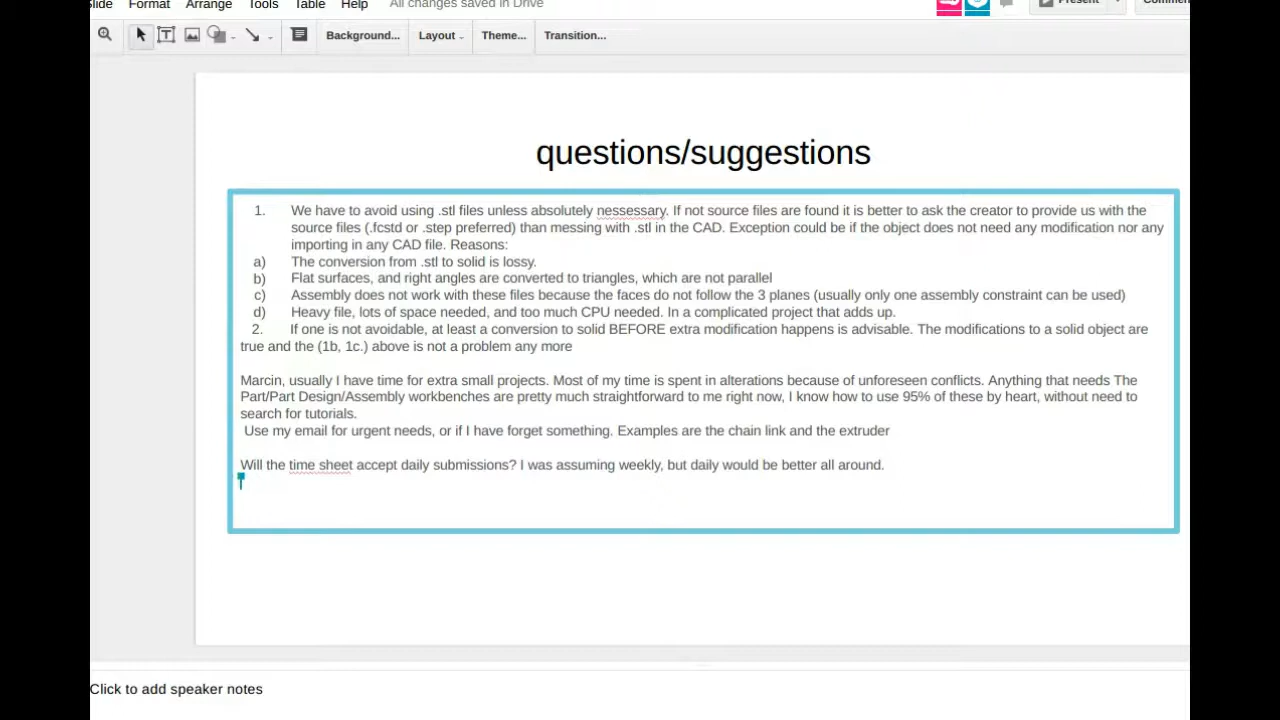 Slide Format Arrange Tools Table Help All changes saved in Drive Present
Background... Layout Theme... Transition...
questions/suggestions
1. We have to avoid using .stl files unless absolutely nessessary. If not source files are found it is better to ask the creator to provide us with the
source files (.fcstd or .step preferred) than messing with .stl in the CAD. Exception could be if the object does not need any modification nor any
importing in any CAD file. Reasons:
a) The conversion from .stl to solid is lossy.
b) Flat surfaces, and right angles are converted to triangles, which are not parallel
c) Assembly does not work with these files because the faces do not follow the 3 planes (usually only one assembly constraint can be used)
d) Heavy file, lots of space needed, and too much CPU needed. In a complicated project that adds up.
2. If one is not avoidable, at least a conversion to solid BEFORE extra modification happens is advisable. The modifications to a solid object are
true and the (1b, 1c.) above is not a problem any more
Marcin, usually I have time for extra small projects. Most of my time is spent in alterations because of unforeseen conflicts. Anything that needs The
Part/Part Design/Assembly workbenches are pretty much straightforward to me right now, I know how to use 95% of these by heart, without need to
search for tutorials.
Use my email for urgent needs, or if I have forget something. Examples are the chain link and the extruder
Will the time sheet accept daily submissions? I was assuming weekly, but daily would be better all around.
Click to add speaker notes